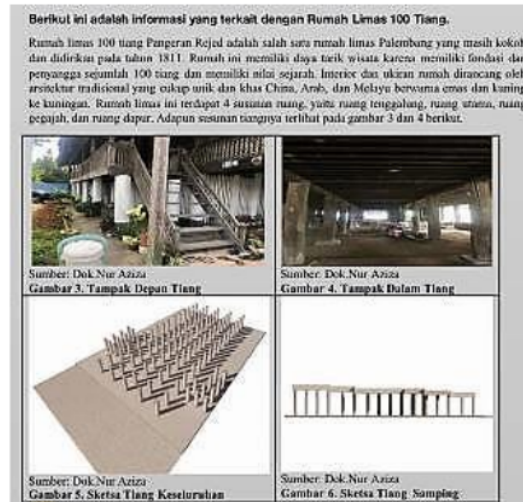 Berikut ini adalah informasi yang terkait dengan Rumah Limas 100 Tiang.
Rumah limas 100 tiang Pangeran Rejed adalah salah satu rumah limas Palembang yang masih kokoh
dan didirikan pada tahun 1811. Rumah ini memiliki daya tarik wisata karena memiliki fondasi dan
penyangga sejumlah 100 tiang dan memiliki nilai sejarah. Interior dan ukiran rumah dirancang oleh
arsitektur tradisional yang cukup unik dan khas China, Arab, dan Melayu berwarna emas dan kuning
ke kuningan. Rumah limas ini terdapat 4 susunan ruang, yaitu ruang tenggalung, ruang utama, ruang
gegajah, dan ruang dapur. Adapun susunan tiangnya terlihat pada gambar 3 dan 4 berikut.
Sumber: Dok.Nur Aziza
Gambar 3. Tampak Depan Tiang
Sumber: Dok.Nur Aziza
Gambar 4. Tampak Dalam Tiang
Sumber: Dok.Nur Aziza
Gambar 5. Sketsa Tiang Keseluruhan
Sumber: Dok.Nur Aziza
Gambar 6. Sketsa Tiang Samping